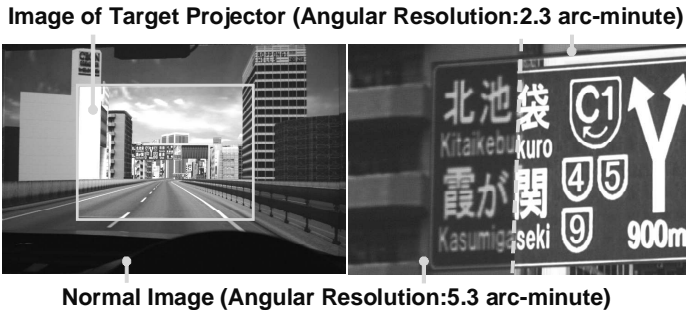 Image of Target Projector (Angular Resolution:2.3 arc-minute)
北池袋
Kitaikebukuro
C1
霞が関
Kasumigaseki
4 5
9
900m
Normal Image (Angular Resolution:5.3 arc-minute)